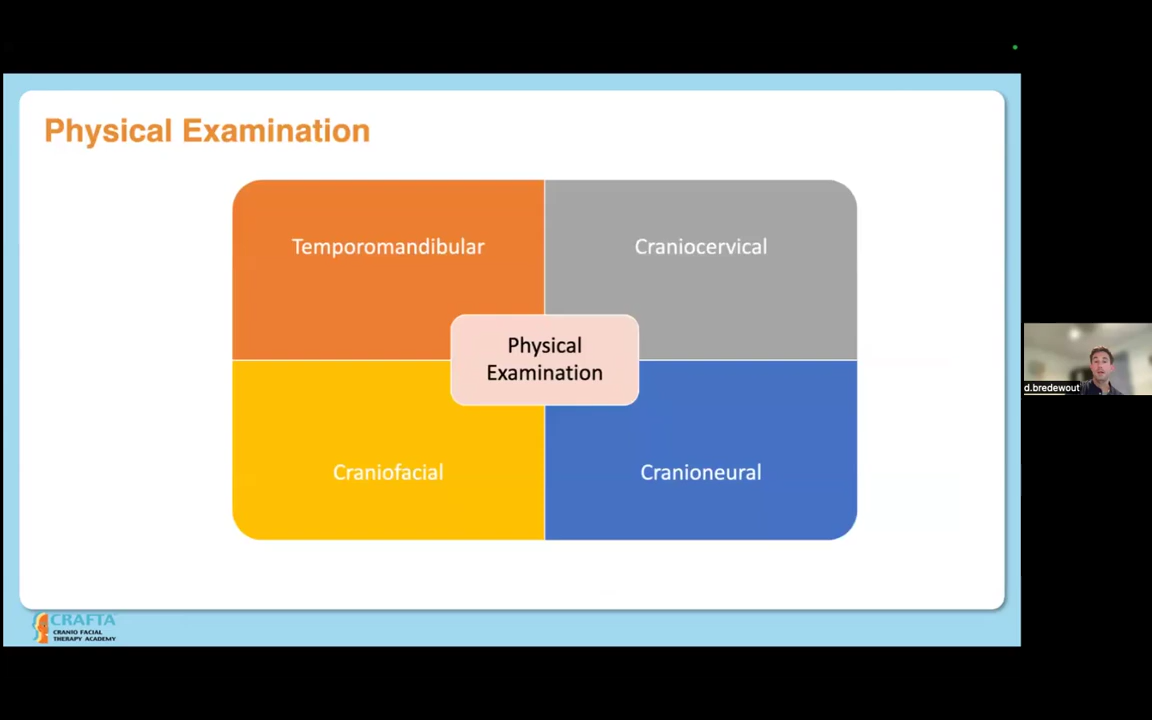 Physical Examination
Temporomandibular
Craniocervical
Physical
Examination
Craniofacial
Cranioneural
d.bredewout
CRAFTA
CRANIO FACIAL
THERAPY ACADEMY